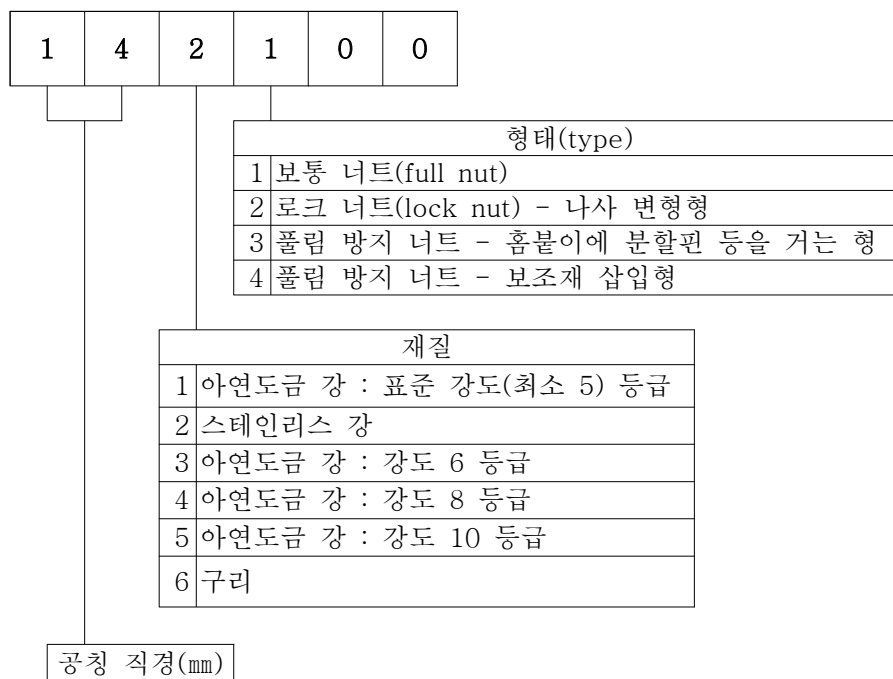 1 4 2 1 0 0
형태(type)
1 보통 너트(full nut)
2 로크 너트(lock nut) - 나사 변형형
3 풀림 방지 너트 - 홈붙이에 분할핀 등을 거는 형
4 풀림 방지 너트 - 보조재 삽입형
재질
1 아연도금 강 : 표준 강도(최소 5) 등급
2 스테인리스 강
3 아연도금 강 : 강도 6 등급
4 아연도금 강 : 강도 8 등급
5 아연도금 강 : 강도 10 등급
6 구리
공칭 직경(㎜)